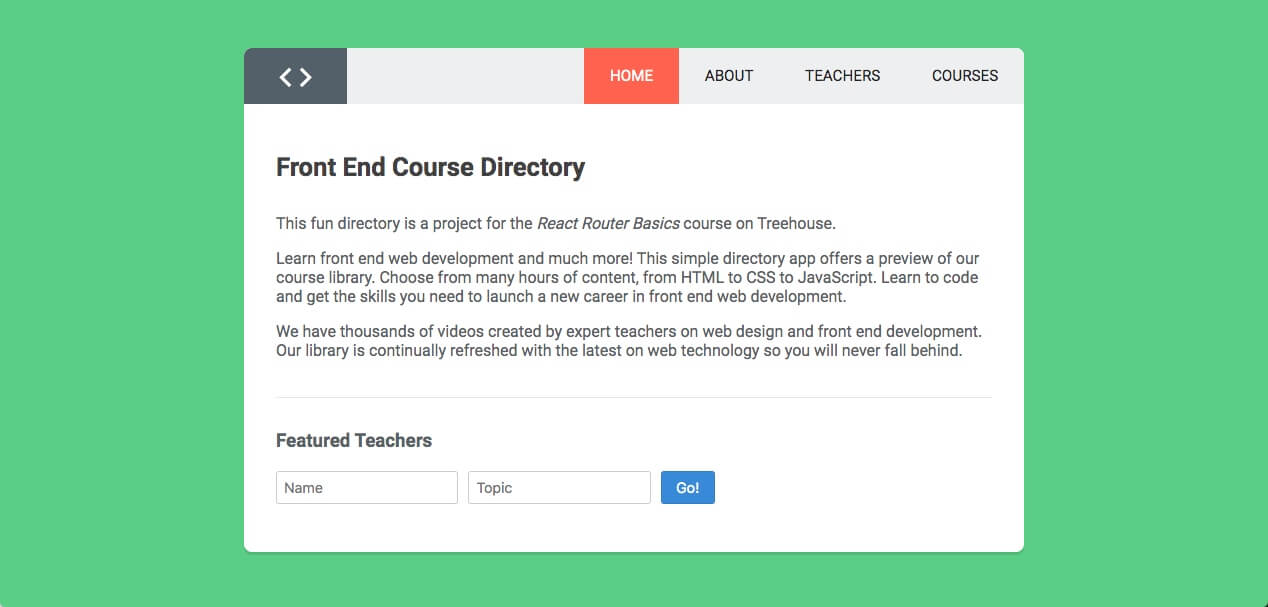 HOME ABOUT TEACHERS COURSES
Front End Course Directory
This fun directory is a project for the React Router Basics course on Treehouse.
Learn front end web development and much more! This simple directory app offers a preview of our
course library. Choose from many hours of content, from HTML to CSS to JavaScript. Learn to code
and get the skills you need to launch a new career in front end web development.
We have thousands of videos created by expert teachers on web design and front end development.
Our library is continually refreshed with the latest on web technology so you will never fall behind.
Featured Teachers
Name Topic Go!